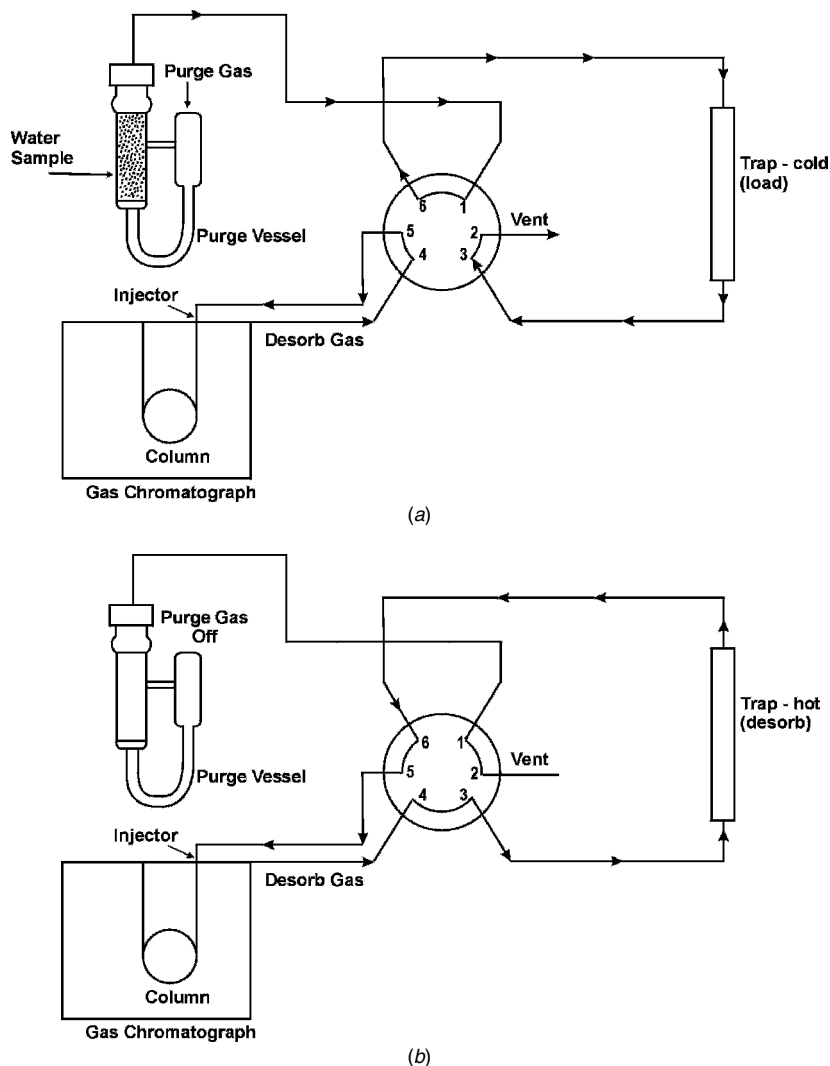 Purge Gas
Water
Sample
Purge Vessel
Trap - cold
(load)
6
1
5
2
4
3
Vent
Injector
Desorb Gas
Column
Gas Chromatograph
(a)
Purge Gas
Off
Purge Vessel
Trap - hot
(desorb)
6
1
5
2
4
3
Vent
Injector
Desorb Gas
Column
Gas Chromatograph
(b)